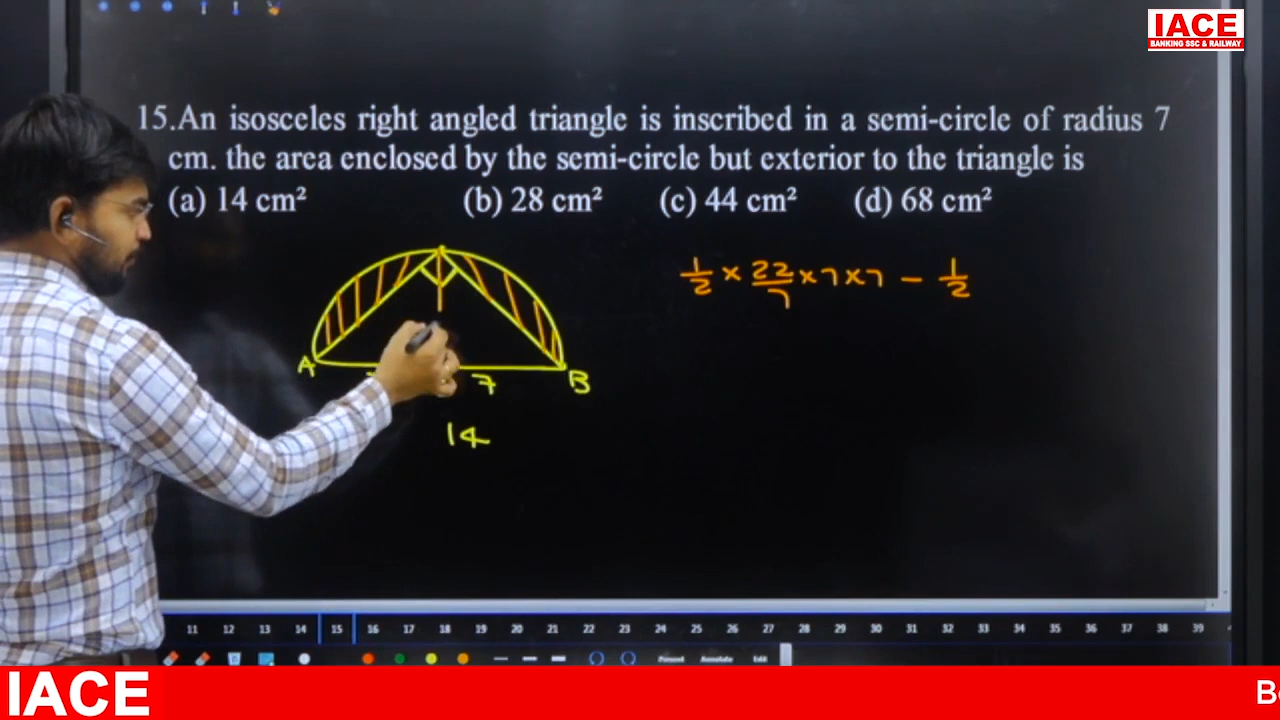 IACE
BANKING SSC & RAILWAY
15.An isosceles right angled triangle is inscribed in a semi-circle of radius 7
cm. the area enclosed by the semi-circle but exterior to the triangle is
(a) 14 cm² (b) 28 cm² (c) 44 cm² (d) 68 cm²
1/2 × 22/7 × 7 × 7 − 1/2
A 7 B
14
11 12 13 14 15 16 17 18 19 20 21 22 23 24 25 26 27 28 29 30 31 32 33 34 35 36 37 38 39
Present Annotate Edit
IACE